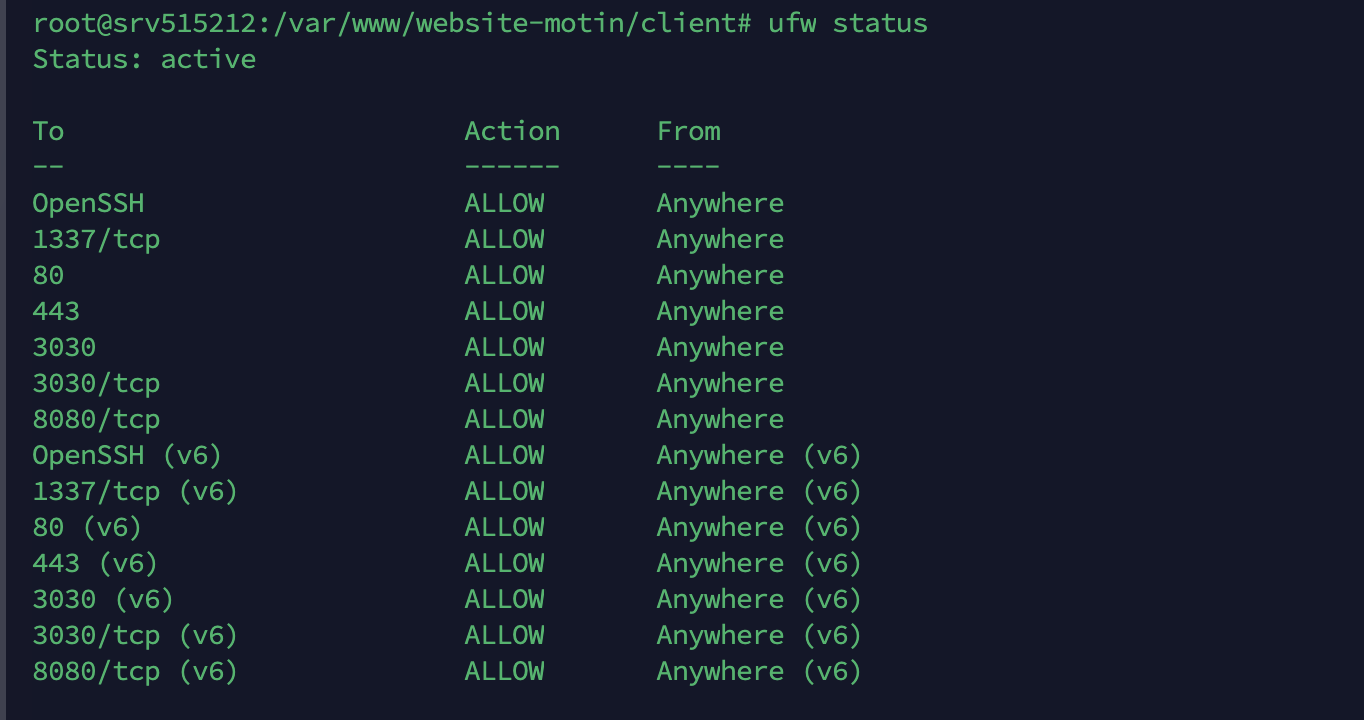 root@srv515212:/var/www/website-motin/client# ufw status
Status: active

To                         Action      From
--                         ------      ----
OpenSSH                    ALLOW       Anywhere
1337/tcp                   ALLOW       Anywhere
80                         ALLOW       Anywhere
443                        ALLOW       Anywhere
3030                       ALLOW       Anywhere
3030/tcp                   ALLOW       Anywhere
8080/tcp                   ALLOW       Anywhere
OpenSSH (v6)               ALLOW       Anywhere (v6)
1337/tcp (v6)              ALLOW       Anywhere (v6)
80 (v6)                    ALLOW       Anywhere (v6)
443 (v6)                   ALLOW       Anywhere (v6)
3030 (v6)                  ALLOW       Anywhere (v6)
3030/tcp (v6)              ALLOW       Anywhere (v6)
8080/tcp (v6)              ALLOW       Anywhere (v6)